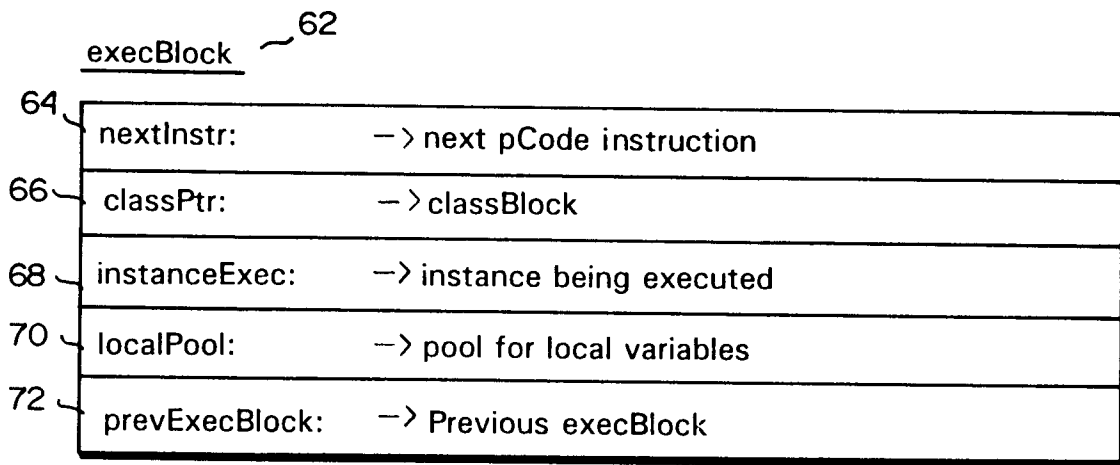 execBlock 62
64 nextInstr: -> next pCode instruction
66 classPtr: -> classBlock
68 instanceExec: -> instance being executed
70 localPool: -> pool for local variables
72 prevExecBlock: -> Previous execBlock